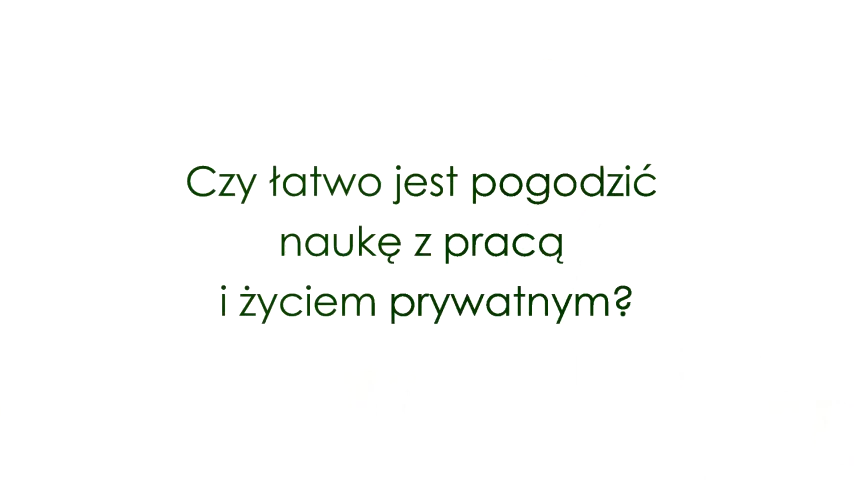 Czy łatwo jest pogodzić
naukę z pracą
i życiem prywatnym?